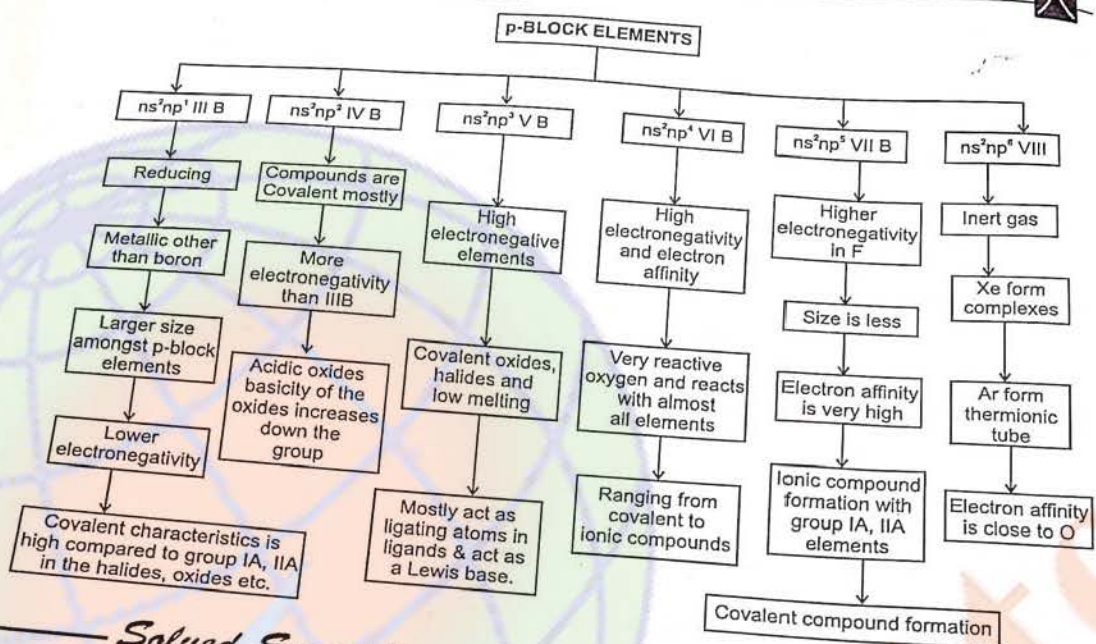 p-BLOCK ELEMENTS
ns²np¹ III B
Reducing
Metallic other
than boron
Larger size
amongst p-block
elements
Lower
electronegativity
Covalent characteristics is
high compared to group IA, IIA
in the halides, oxides etc.
ns²np² IV B
Compounds are
Covalent mostly
More
electronegativity
than IIIB
Acidic oxides
basicity of the
oxides increases
down the
group
ns²np³ V B
High
electronegative
elements
Covalent oxides,
halides and
low melting
Mostly act as
ligating atoms in
ligands & act as
a Lewis base.
ns²np⁴ VI B
High
electronegativity
and electron
affinity
Very reactive
oxygen and reacts
with almost
all elements
Ranging from
covalent to
ionic compounds
ns²np⁵ VII B
Higher
electronegativity
in F
Size is less
Electron affinity
is very high
Ionic compound
formation with
group IA, IIA
elements
Covalent compound formation
ns²np⁶ VIII
Inert gas
Xe form
complexes
Ar form
thermionic
tube
Electron affinity
is close to O
Solved